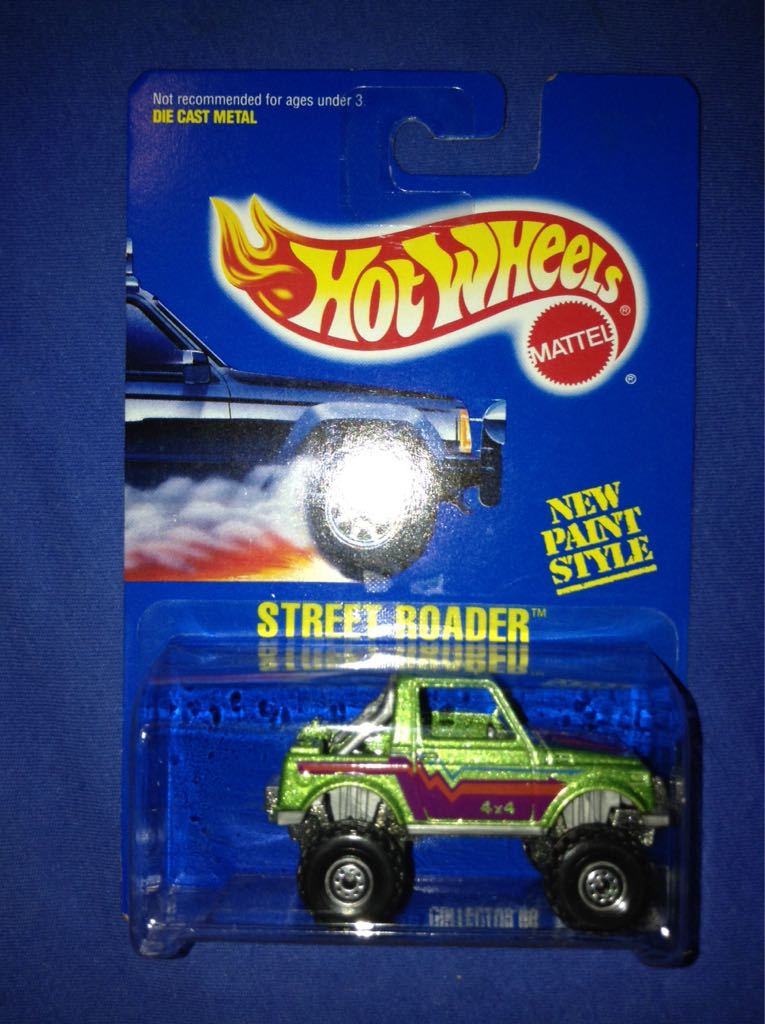 Not recommended for ages under 3.
DIE CAST METAL
HOT WHEELS
®
MATTEL
®
NEW
PAINT
STYLE
STREET ROADER™
4x4